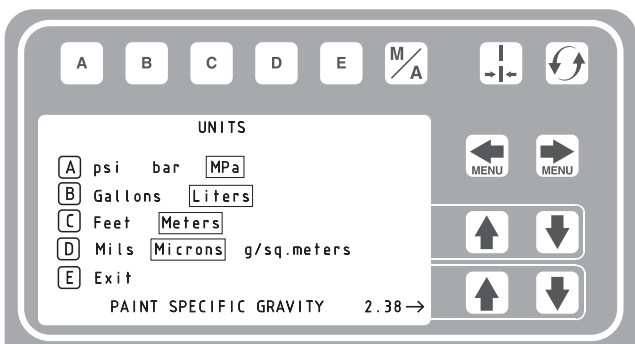 A B C D E M/A
UNITS
MENU MENU
A psi bar MPa
B Gallons Liters
C Feet Meters
D Mils Microns g/sq.meters
E Exit
PAINT SPECIFIC GRAVITY 2.38→